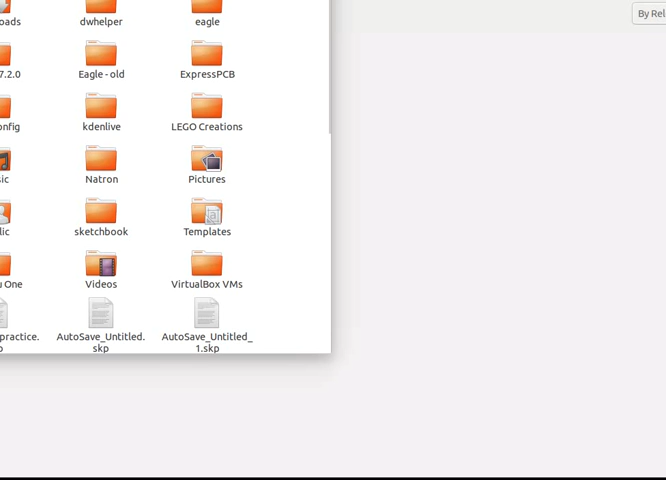 By Rel
oads dwhelper eagle
7.2.0 Eagle - old ExpressPCB
onfig kdenlive LEGO Creations
sic Natron Pictures
lic sketchbook Templates
u One Videos VirtualBox VMs
practice. AutoSave_Untitled. AutoSave_Untitled_
p skp 1.skp